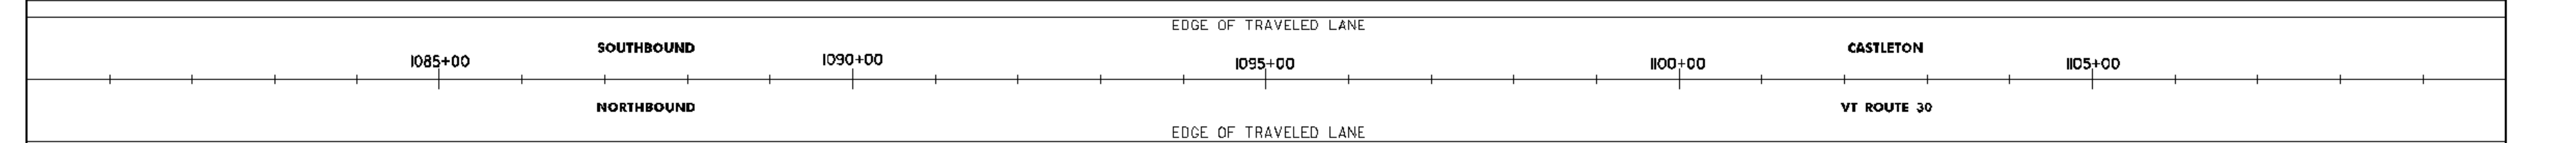 EDGE OF TRAVELED LANE
SOUTHBOUND CASTLETON
1085+00 1090+00 1095+00 1100+00 1105+00
NORTHBOUND VT ROUTE 30
EDGE OF TRAVELED LANE